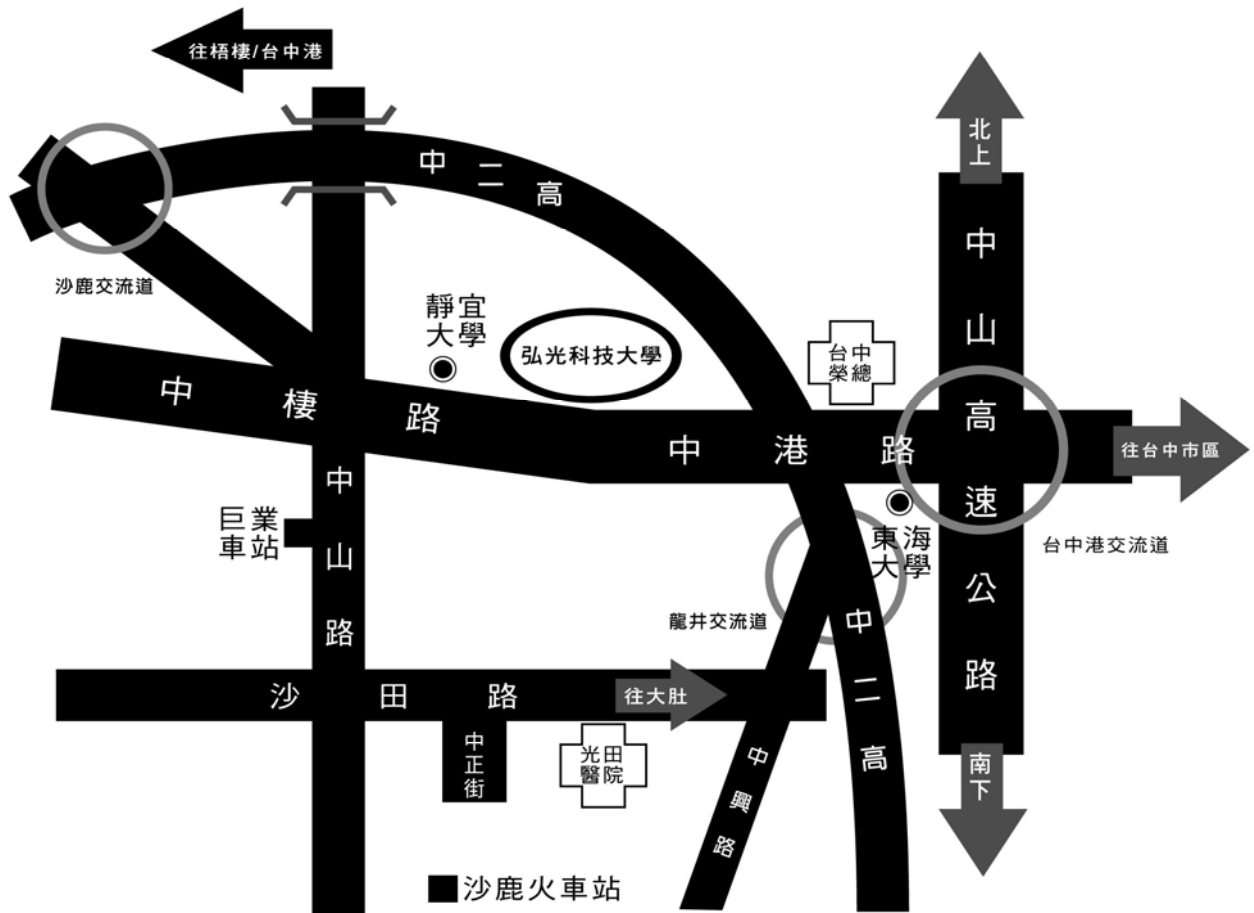 往梧棲/台中港
北上
中二高
中山高速公路
沙鹿交流道
靜宜
大學
弘光科技大學
台中
榮總
中棲路
中港路
往台中市區
中山路
巨業
車站
東海
大學
台中港交流道
龍井交流道
中二高
沙田路
往大肚
中正街
光田
醫院
中興路
南下
沙鹿火車站